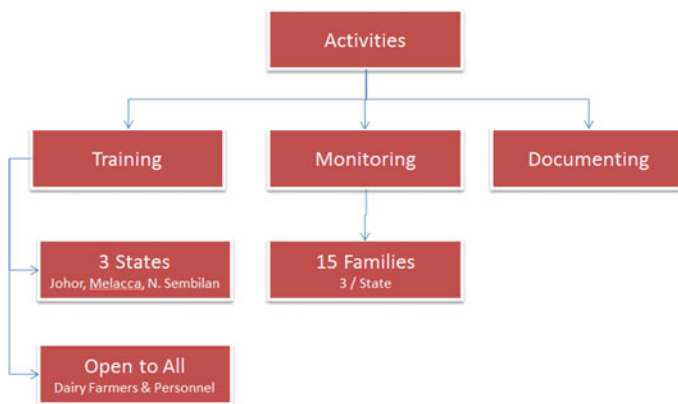 Activities
Training
Monitoring
Documenting
3 States
Johor, Melacca, N. Sembilan
15 Families
3 / State
Open to All
Dairy Farmers & Personnel